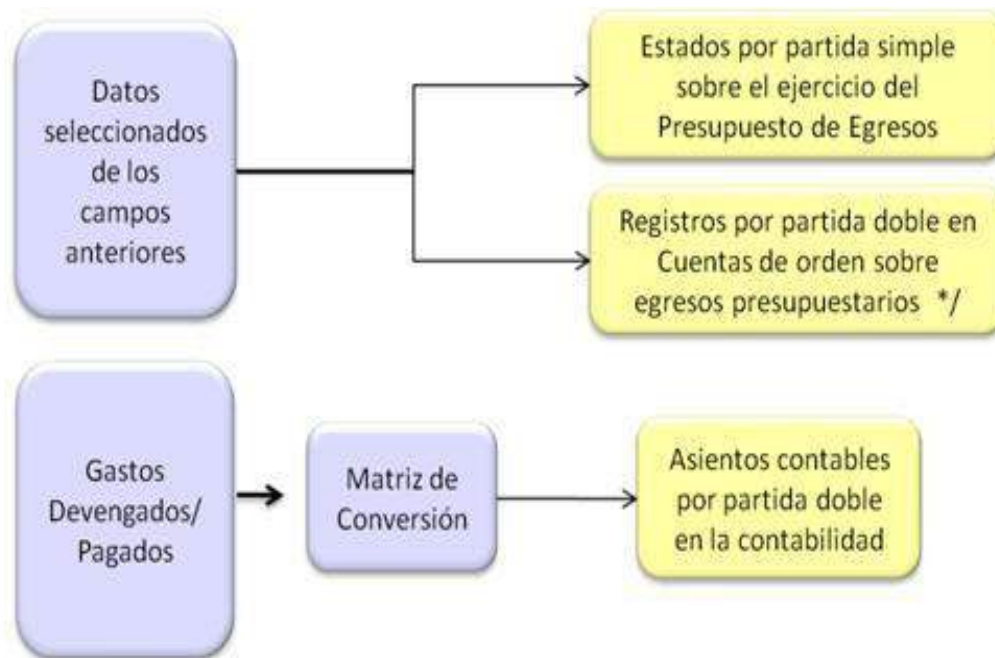 Datos
seleccionados
de los
campos
anteriores
Estados por partida simple
sobre el ejercicio del
Presupuesto de Egresos
Registros por partida doble en
Cuentas de orden sobre
egresos presupuestarios */
Gastos
Devengados/
Pagados
Matriz de
Conversión
Asientos contables
por partida doble
en la contabilidad